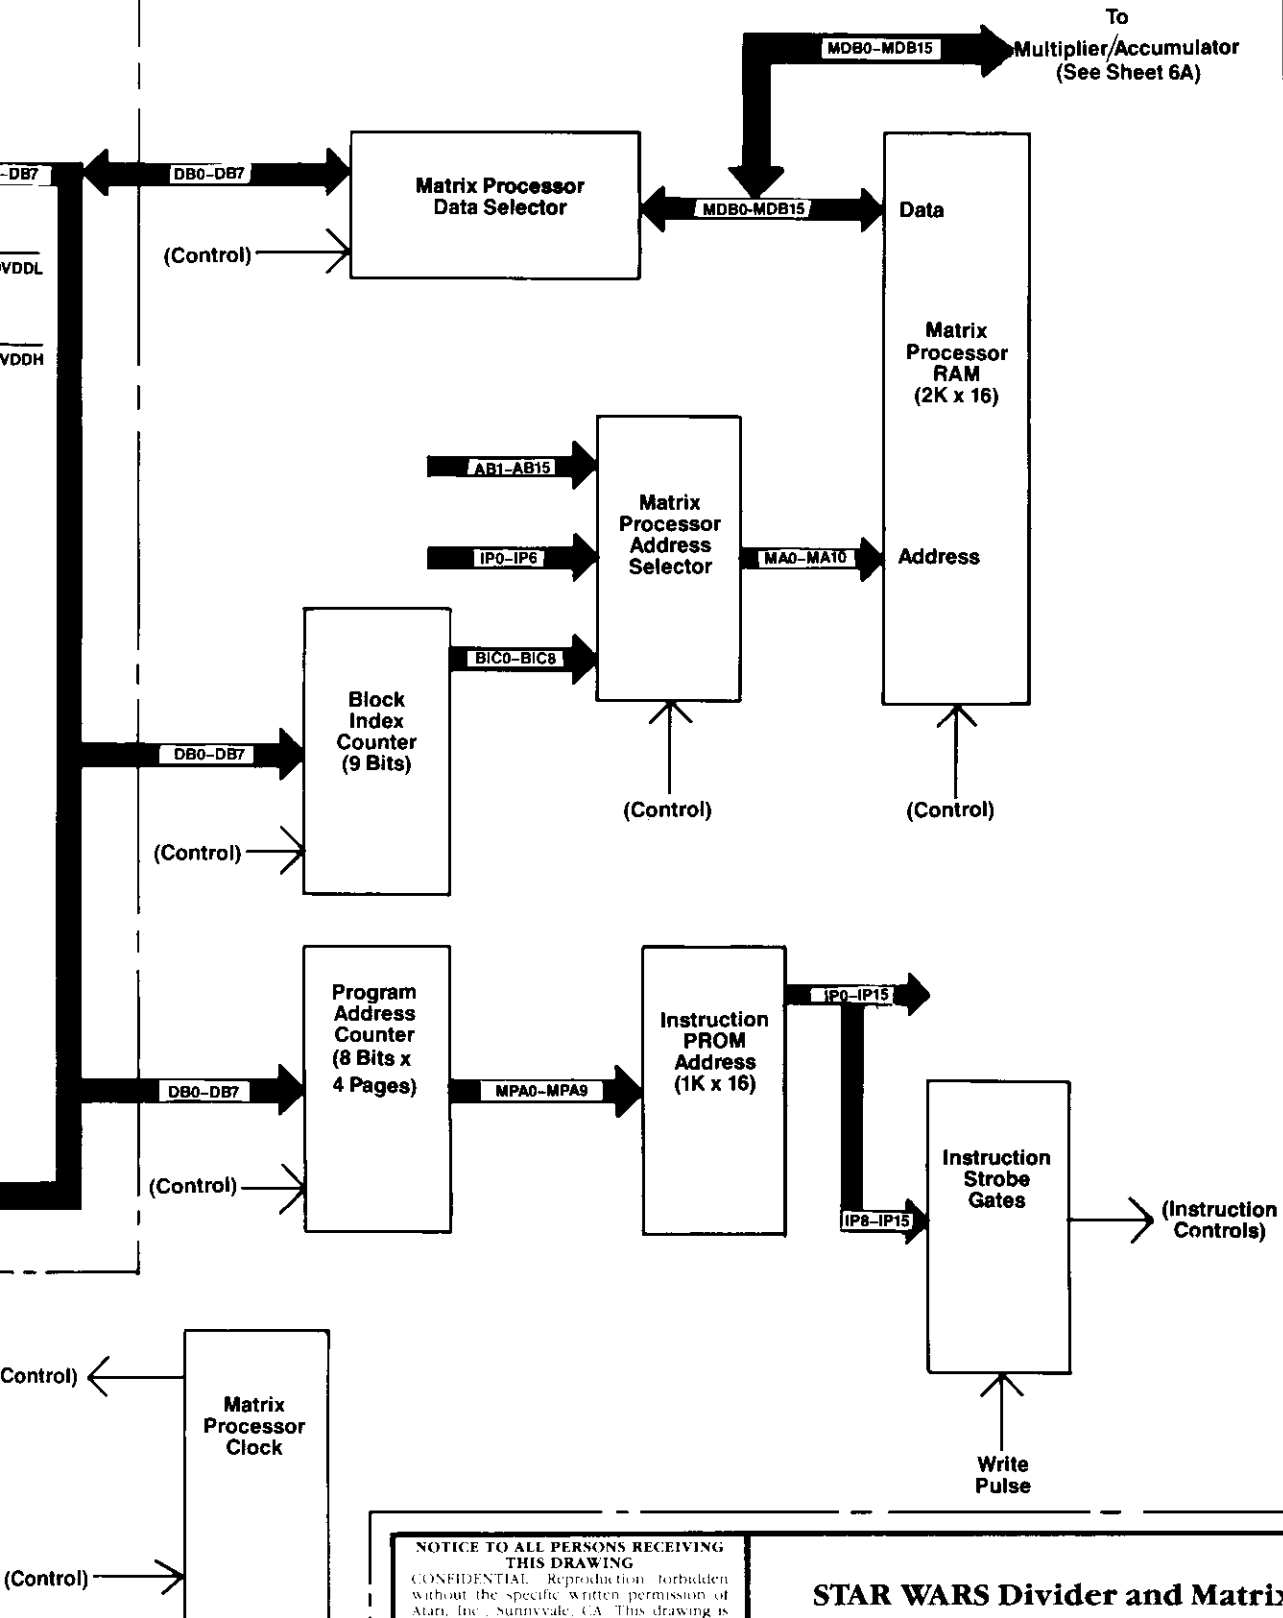 To
Multiplier/Accumulator
(See Sheet 6A)
MDB0-MDB15
-DB7
DB0-DB7
Matrix Processor
Data Selector
MDB0-MDB15
Data
(Control)
VDDL
VDDH
Matrix
Processor
RAM
(2K x 16)
AB1-AB15
Matrix
Processor
Address
Selector
IP0-IP6
MA0-MA10
Address
BIC0-BIC8
Block
Index
Counter
(9 Bits)
DB0-DB7
(Control)
(Control)
(Control)
Program
Address
Counter
(8 Bits x
4 Pages)
DB0-DB7
MPA0-MPA9
(Control)
Instruction
PROM
Address
(1K x 16)
IP0-IP15
IP8-IP15
Instruction
Strobe
Gates
(Instruction
Controls)
Write
Pulse
Control)
Matrix
Processor
Clock
(Control)
NOTICE TO ALL PERSONS RECEIVING
THIS DRAWING
CONFIDENTIAL Reproduction forbidden
without the specific written permission of
Atari, Inc., Sunnyvale, CA This drawing is
STAR WARS Divider and Matrix